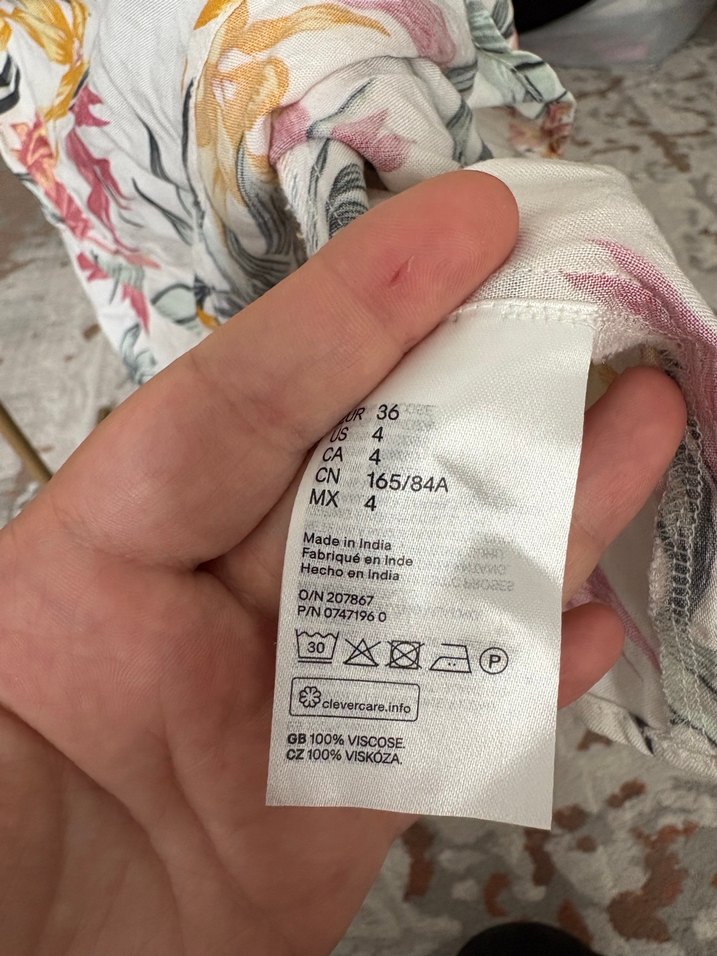 UR 36
US 4
CA 4
CN 165/84A
MX 4
Made in India
Fabriqué en Inde
Hecho en India
O/N 207867
P/N 0747196 0
30 P
clevercare.info
GB 100% VISCOSE.
CZ 100% VISKÓZA.